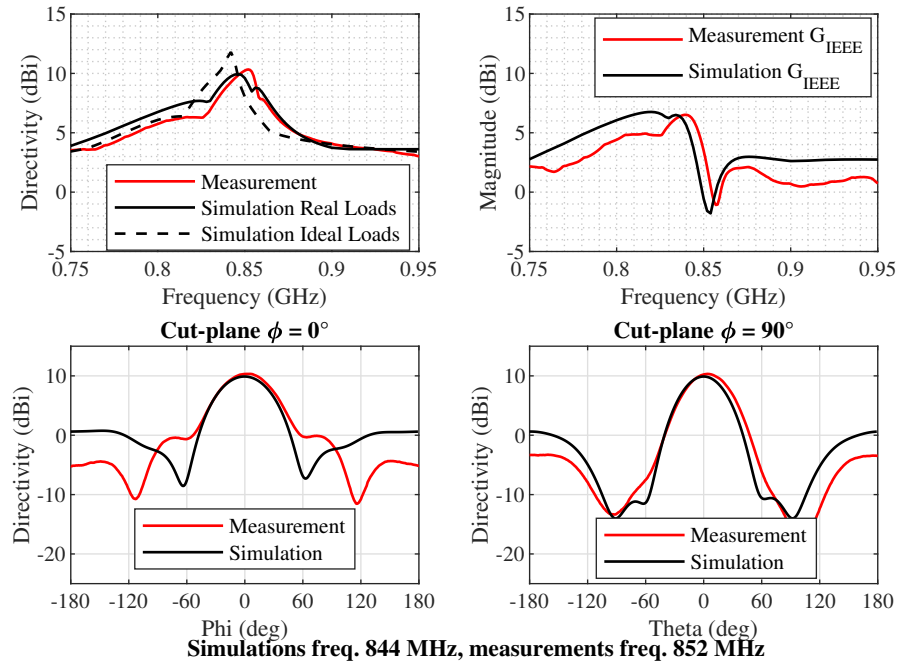 15
10
5
0
-5
Directivity (dBi)
0.75
0.8
0.85
0.9
0.95
Frequency (GHz)
Measurement
Simulation Real Loads
Simulation Ideal Loads
15
10
5
0
-5
Magnitude (dBi)
0.75
0.8
0.85
0.9
0.95
Frequency (GHz)
Measurement G_IEEE
Simulation G_IEEE
Cut-plane ϕ = 0°
10
0
-10
-20
Directivity (dBi)
-180
-120
-60
0
60
120
180
Phi (deg)
Measurement
Simulation
Cut-plane ϕ = 90°
10
0
-10
-20
Directivity (dBi)
-180
-120
-60
0
60
120
180
Theta (deg)
Measurement
Simulation
Simulations freq. 844 MHz, measurements freq. 852 MHz